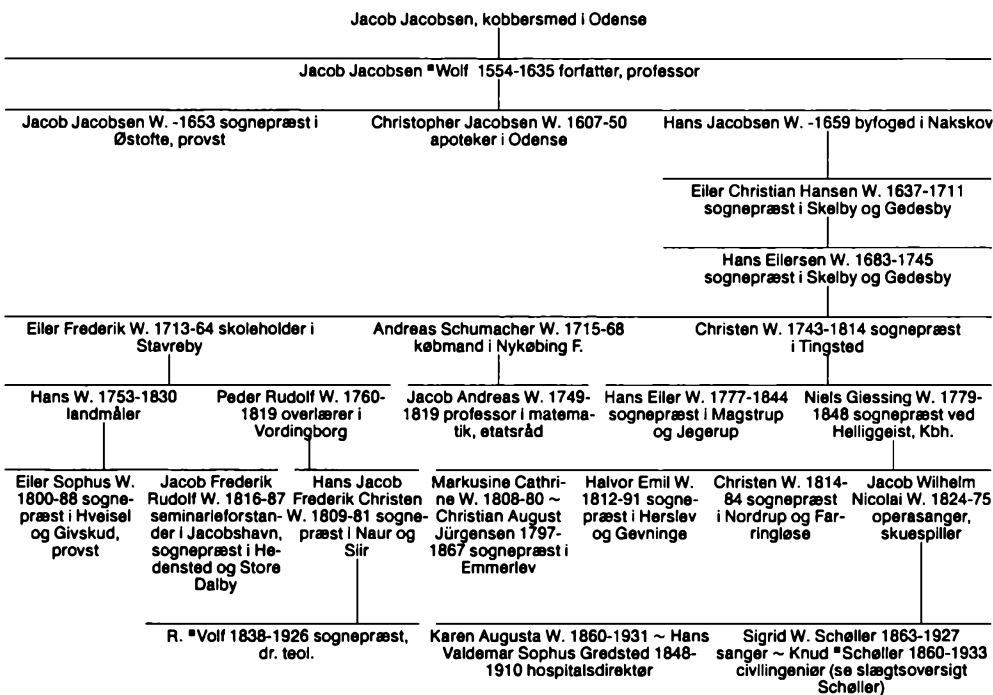 Jacob Jacobsen, kobbersmed i Odense
Jacob Jacobsen *Wolf 1554-1635 forfatter, professor
Jacob Jacobsen W. -1653 sognepræst i
Østofte, provst
Christopher Jacobsen W. 1607-50
apoteker i Odense
Hans Jacobsen W. -1659 byfoged i Nakskov
Eiler Christian Hansen W. 1637-1711
sognepræst i Skelby og Gedesby
Hans Eilersen W. 1683-1745
sognepræst i Skelby og Gedesby
Eiler Frederik W. 1713-64 skoleholder i
Stavreby
Andreas Schumacher W. 1715-68
købmand i Nykøbing F.
Christen W. 1743-1814 sognepræst
i Tingsted
Hans W. 1753-1830
landmåler
Peder Rudolf W. 1760-
1819 overlærer i
Vordingborg
Jacob Andreas W. 1749-
1819 professor i matema-
tik, etatsråd
Hans Eiler W. 1777-1844
sognepræst i Magstrup
og Jegerup
Niels Giessing W. 1779-
1848 sognepræst ved
Helliggeist, Kbh.
Eiler Sophus W.
1800-88 sogne-
præst i Hvejsel
og Givskud,
provst
Jacob Frederik
Rudolf W. 1816-87
seminarieforstan-
der i Jacobshavn,
sognepræst i He-
densted og Store
Dalby
Hans Jacob
Frederik Christen
W. 1809-81 sogne-
præst i Naur og
Siir
Markusine Cathri-
ne W. 1808-80 ~
Christian August
Jürgensen 1797-
1867 sognepræst i
Emmerlev
Halvor Emil W.
1812-91 sogne-
præst i Herslev
og Gevninge
Christen W. 1814-
84 sognepræst
i Nordrup og Far-
ringløse
Jacob Wilhelm
Nicolai W. 1824-75
operasanger,
skuespiller
R. *Volf 1838-1926 sognepræst,
dr. teol.
Karen Augusta W. 1860-1931 ~ Hans
Valdemar Sophus Gredsted 1848-
1910 hospitalsdirektør
Sigrid W. Schøller 1863-1927
sanger ~ Knud *Schøller 1860-1933
civilingeniør (se slægtsoversigt
Schøller)